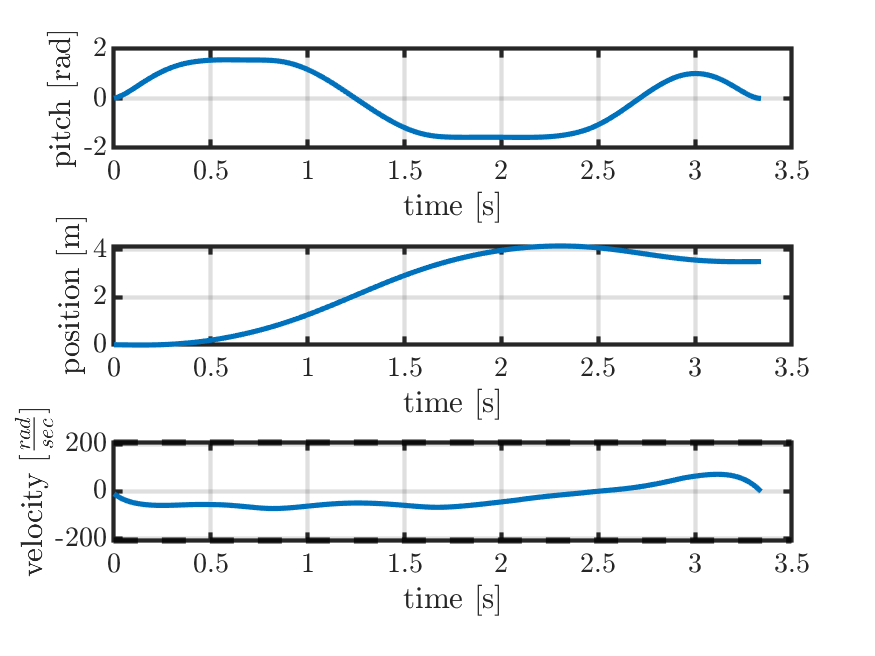 pitch [rad]
2
0
-2
0 0.5 1 1.5 2 2.5 3 3.5
time [s]
position [m]
4
2
0
0 0.5 1 1.5 2 2.5 3 3.5
time [s]
velocity [rad/sec]
200
0
-200
0 0.5 1 1.5 2 2.5 3 3.5
time [s]